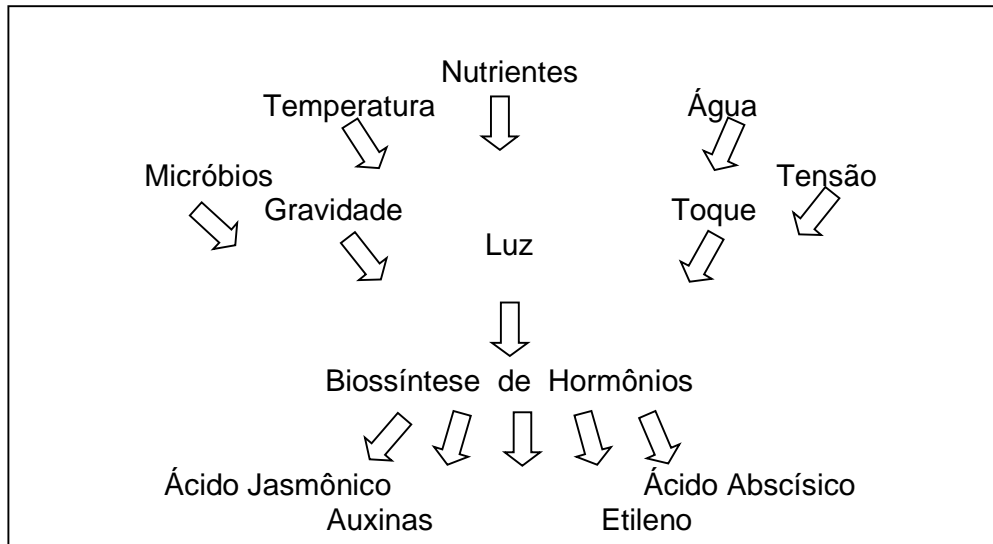 Nutrientes
Temperatura Água
Micróbios Tensão
Gravidade Toque
Luz
Biossíntese de Hormônios
Ácido Jasmônico Ácido Abscísico
Auxinas Etileno